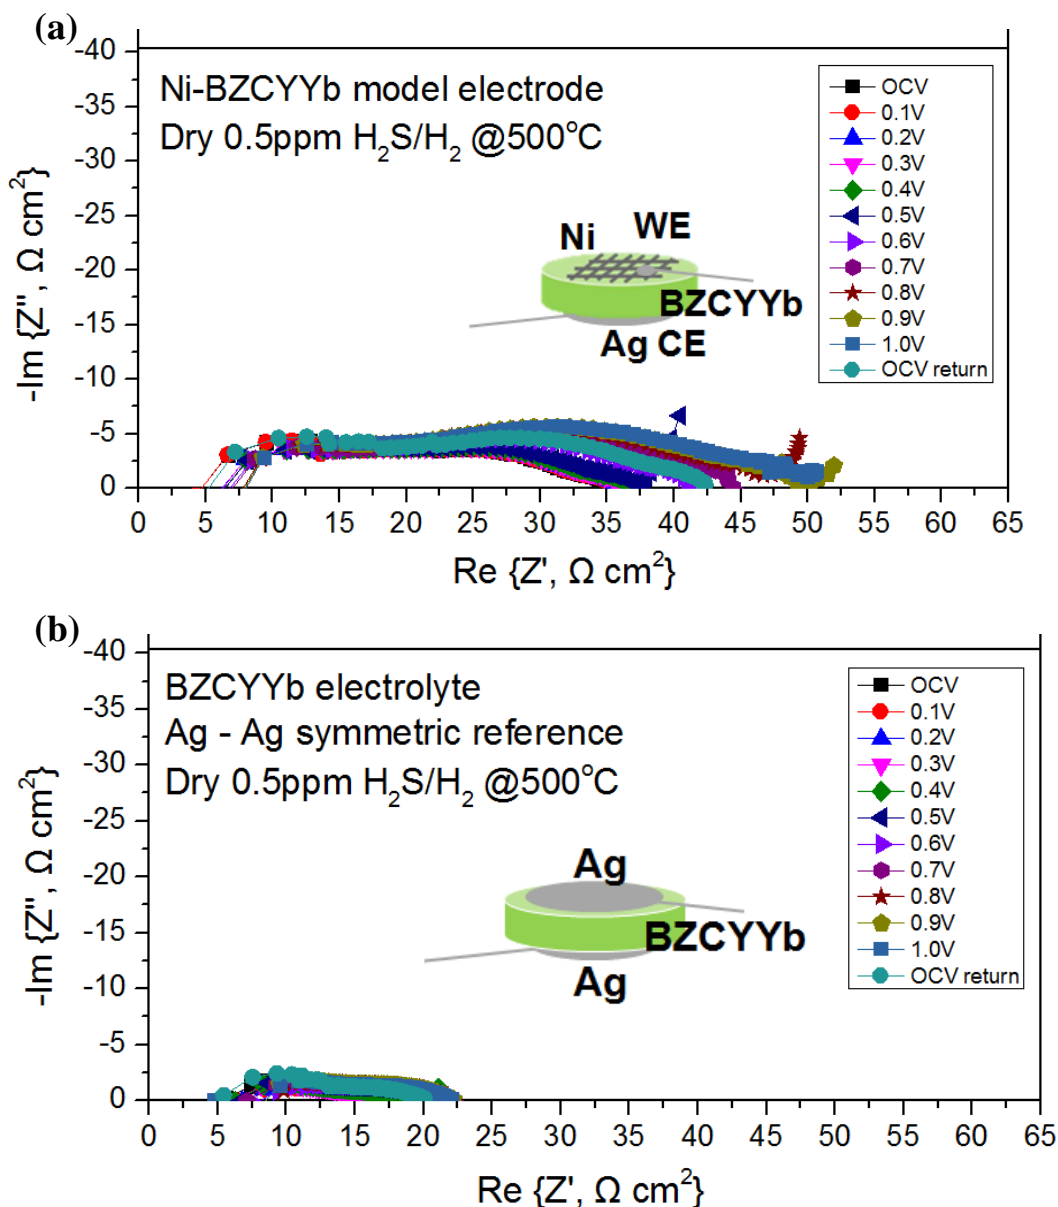 (a)
-40
-35
-30
-25
-20
-15
-10
-5
0
-Im {Z'', Ω cm²}
Ni-BZCYYb model electrode
Dry 0.5ppm H₂S/H₂ @500°C
Ni
WE
BZCYYb
Ag CE
OCV
0.1V
0.2V
0.3V
0.4V
0.5V
0.6V
0.7V
0.8V
0.9V
1.0V
OCV return
0 5 10 15 20 25 30 35 40 45 50 55 60 65
Re {Z', Ω cm²}
(b)
-40
-35
-30
-25
-20
-15
-10
-5
0
-Im {Z'', Ω cm²}
BZCYYb electrolyte
Ag - Ag symmetric reference
Dry 0.5ppm H₂S/H₂ @500°C
Ag
BZCYYb
Ag
OCV
0.1V
0.2V
0.3V
0.4V
0.5V
0.6V
0.7V
0.8V
0.9V
1.0V
OCV return
0 5 10 15 20 25 30 35 40 45 50 55 60 65
Re {Z', Ω cm²}